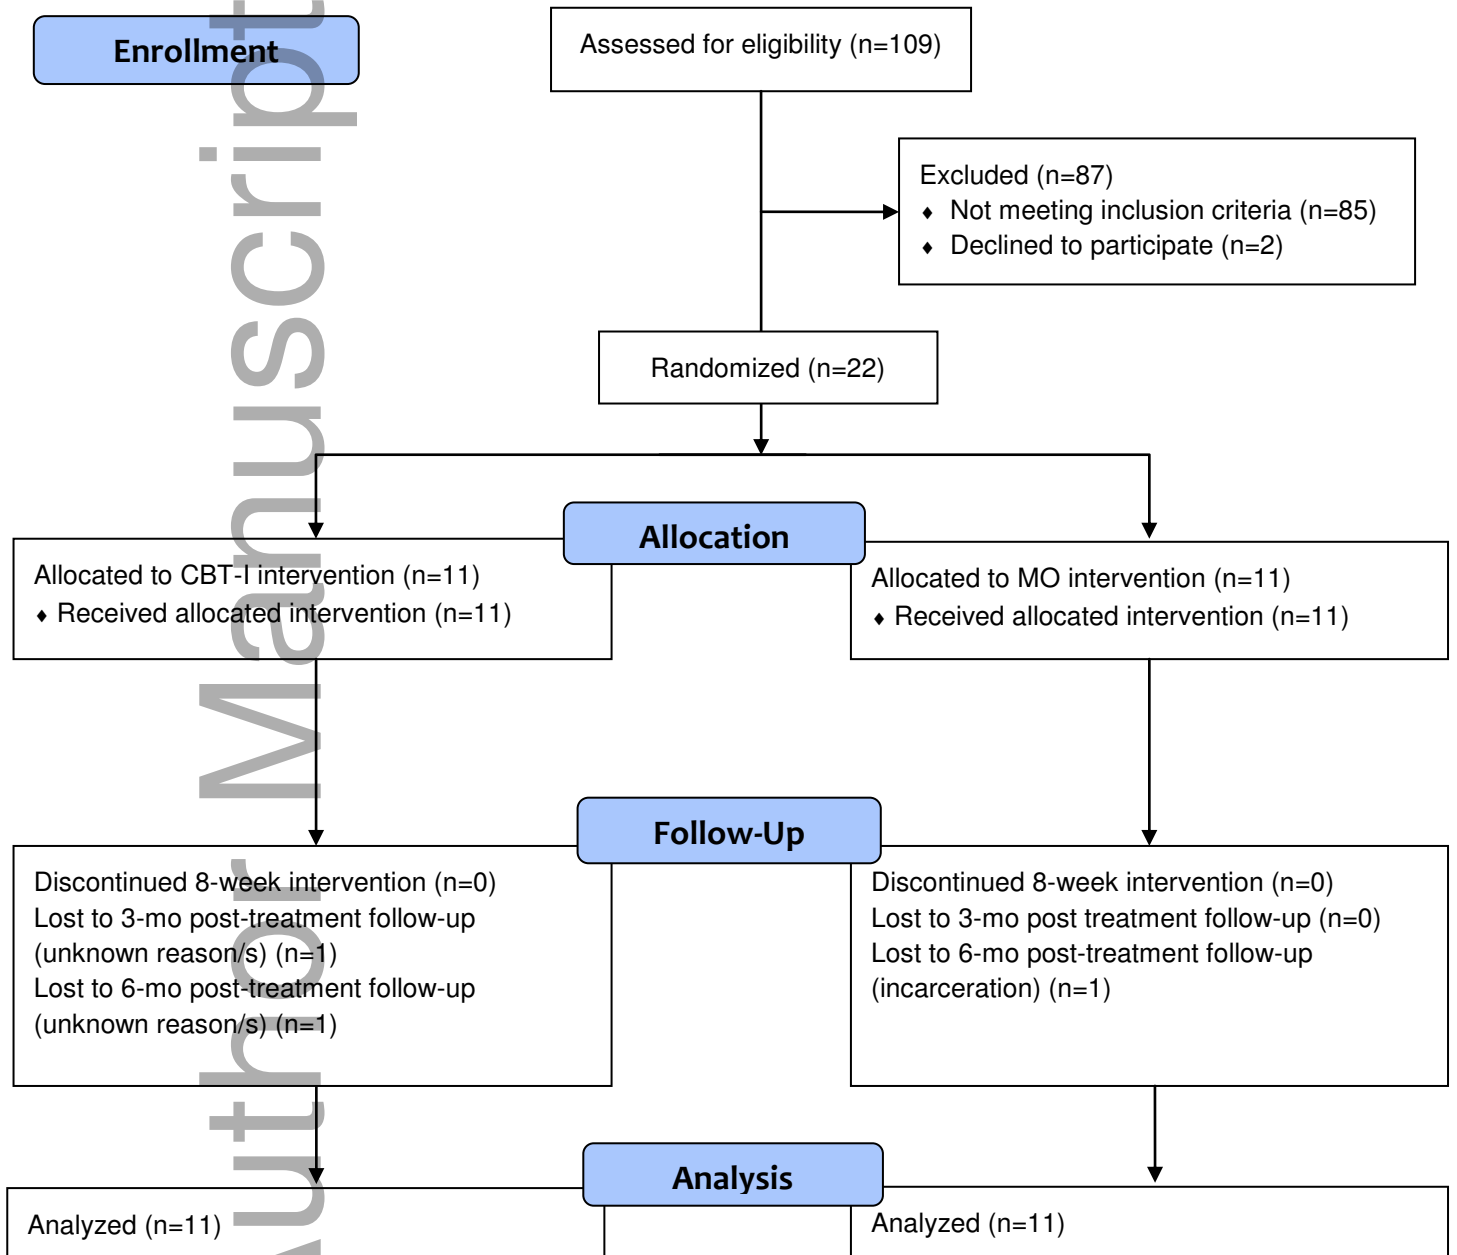 Enrollment
Assessed for eligibility (n=109)
Excluded (n=87)
♦ Not meeting inclusion criteria (n=85)
♦ Declined to participate (n=2)
Randomized (n=22)
Allocation
Allocated to CBT-I intervention (n=11)
♦ Received allocated intervention (n=11)
Allocated to MO intervention (n=11)
♦ Received allocated intervention (n=11)
Follow-Up
Discontinued 8-week intervention (n=0)
Lost to 3-mo post-treatment follow-up
(unknown reason/s) (n=1)
Lost to 6-mo post-treatment follow-up
(unknown reason/s) (n=1)
Discontinued 8-week intervention (n=0)
Lost to 3-mo post treatment follow-up (n=0)
Lost to 6-mo post-treatment follow-up
(incarceration) (n=1)
Analysis
Analyzed (n=11)
Analyzed (n=11)
Author Manuscript